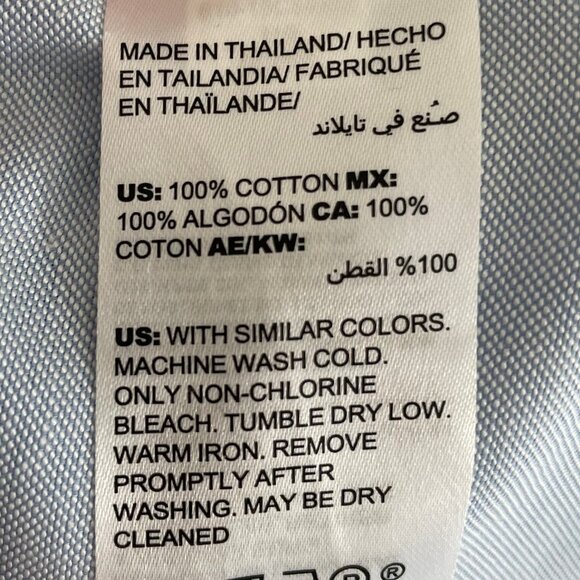 MADE IN THAILAND/ HECHO
EN TAILANDIA/ FABRIQUÉ
EN THAÏLANDE/
صُنع في تايلاند
US: 100% COTTON MX:
100% ALGODÓN CA: 100%
COTON AE/KW:
100% القطن
US: WITH SIMILAR COLORS.
MACHINE WASH COLD.
ONLY NON-CHLORINE
BLEACH. TUMBLE DRY LOW.
WARM IRON. REMOVE
PROMPTLY AFTER
WASHING. MAY BE DRY
CLEANED
®